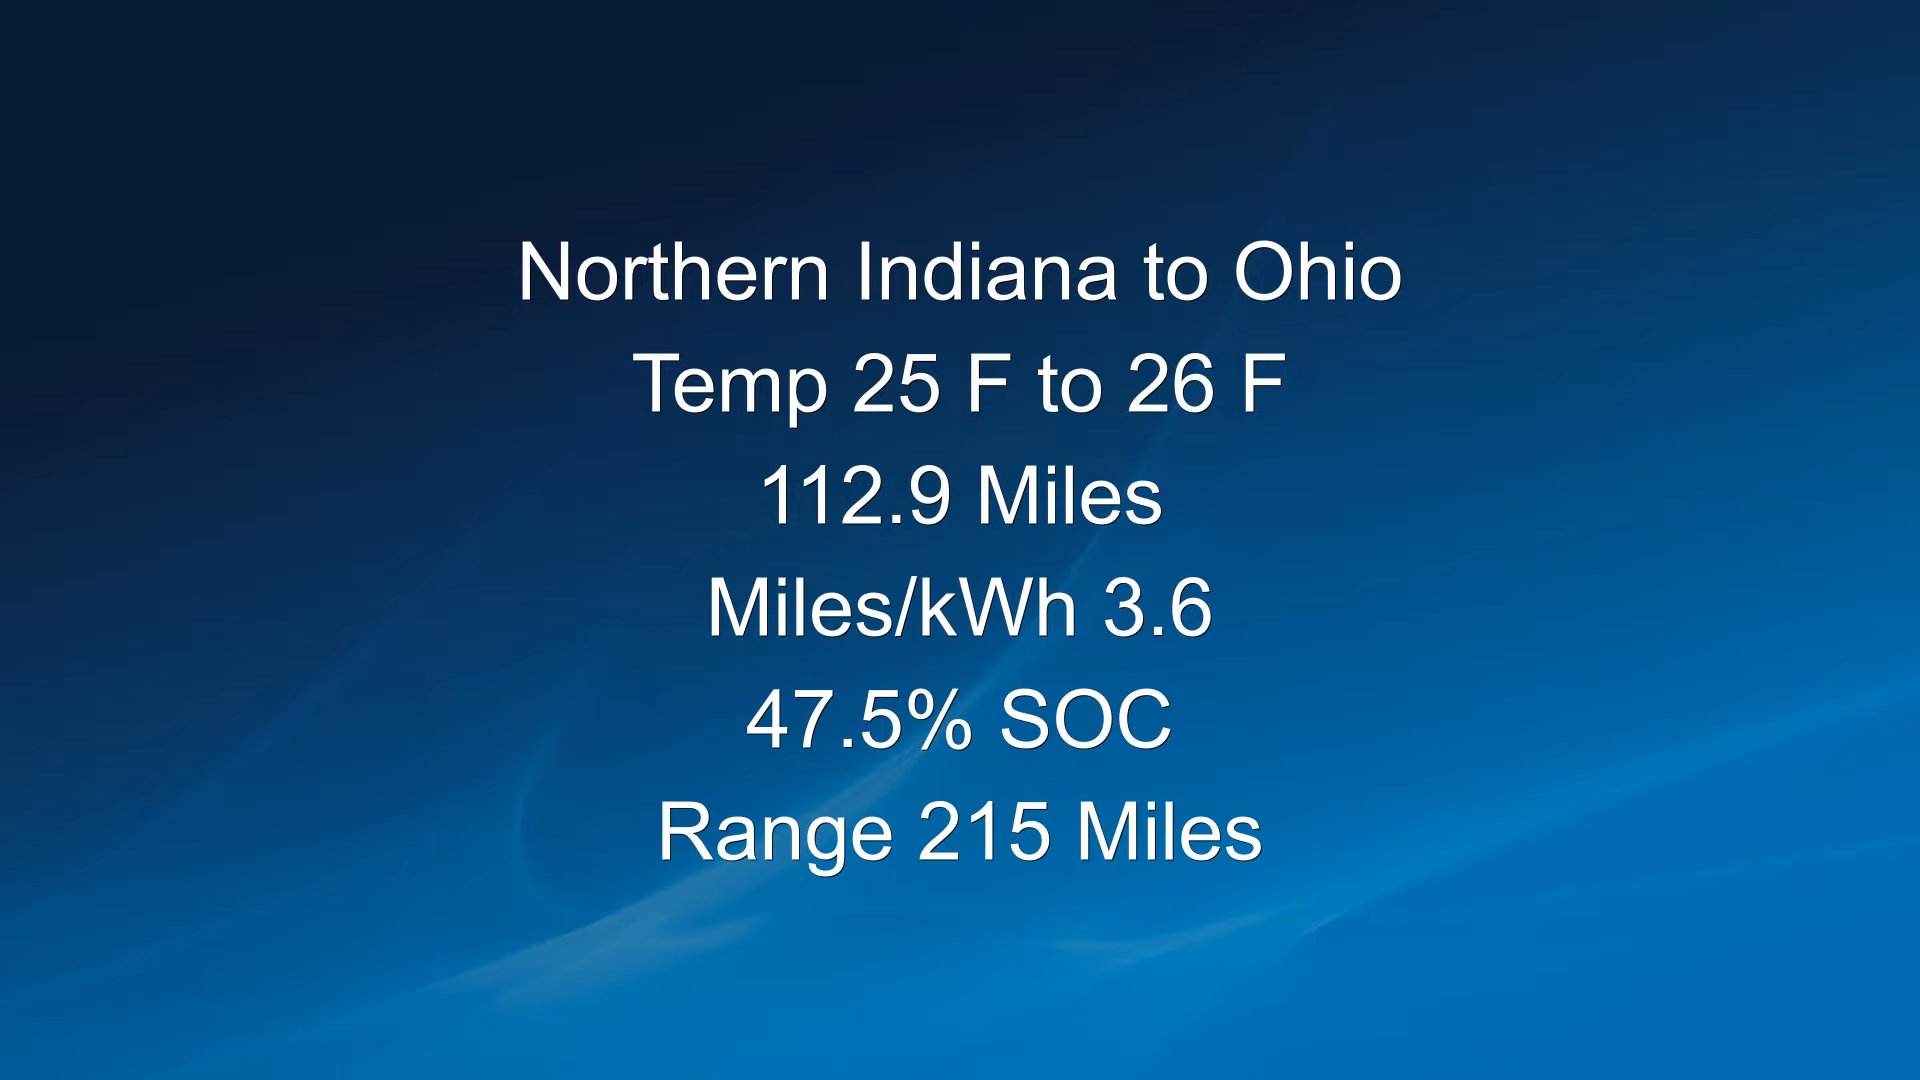 Northern Indiana to Ohio
Temp 25 F to 26 F
112.9 Miles
Miles/kWh 3.6
47.5% SOC
Range 215 Miles